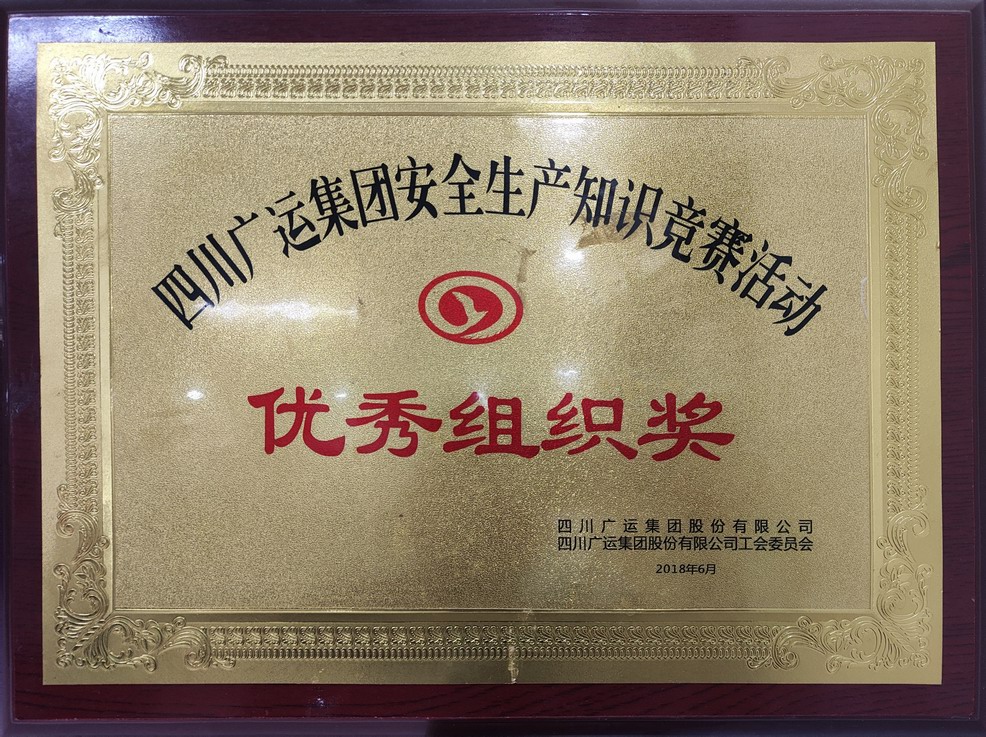 四川广运集团安全生产知识竞赛活动
优秀组织奖
四川广运集团股份有限公司
四川广运集团股份有限公司工会委员会
2018年6月